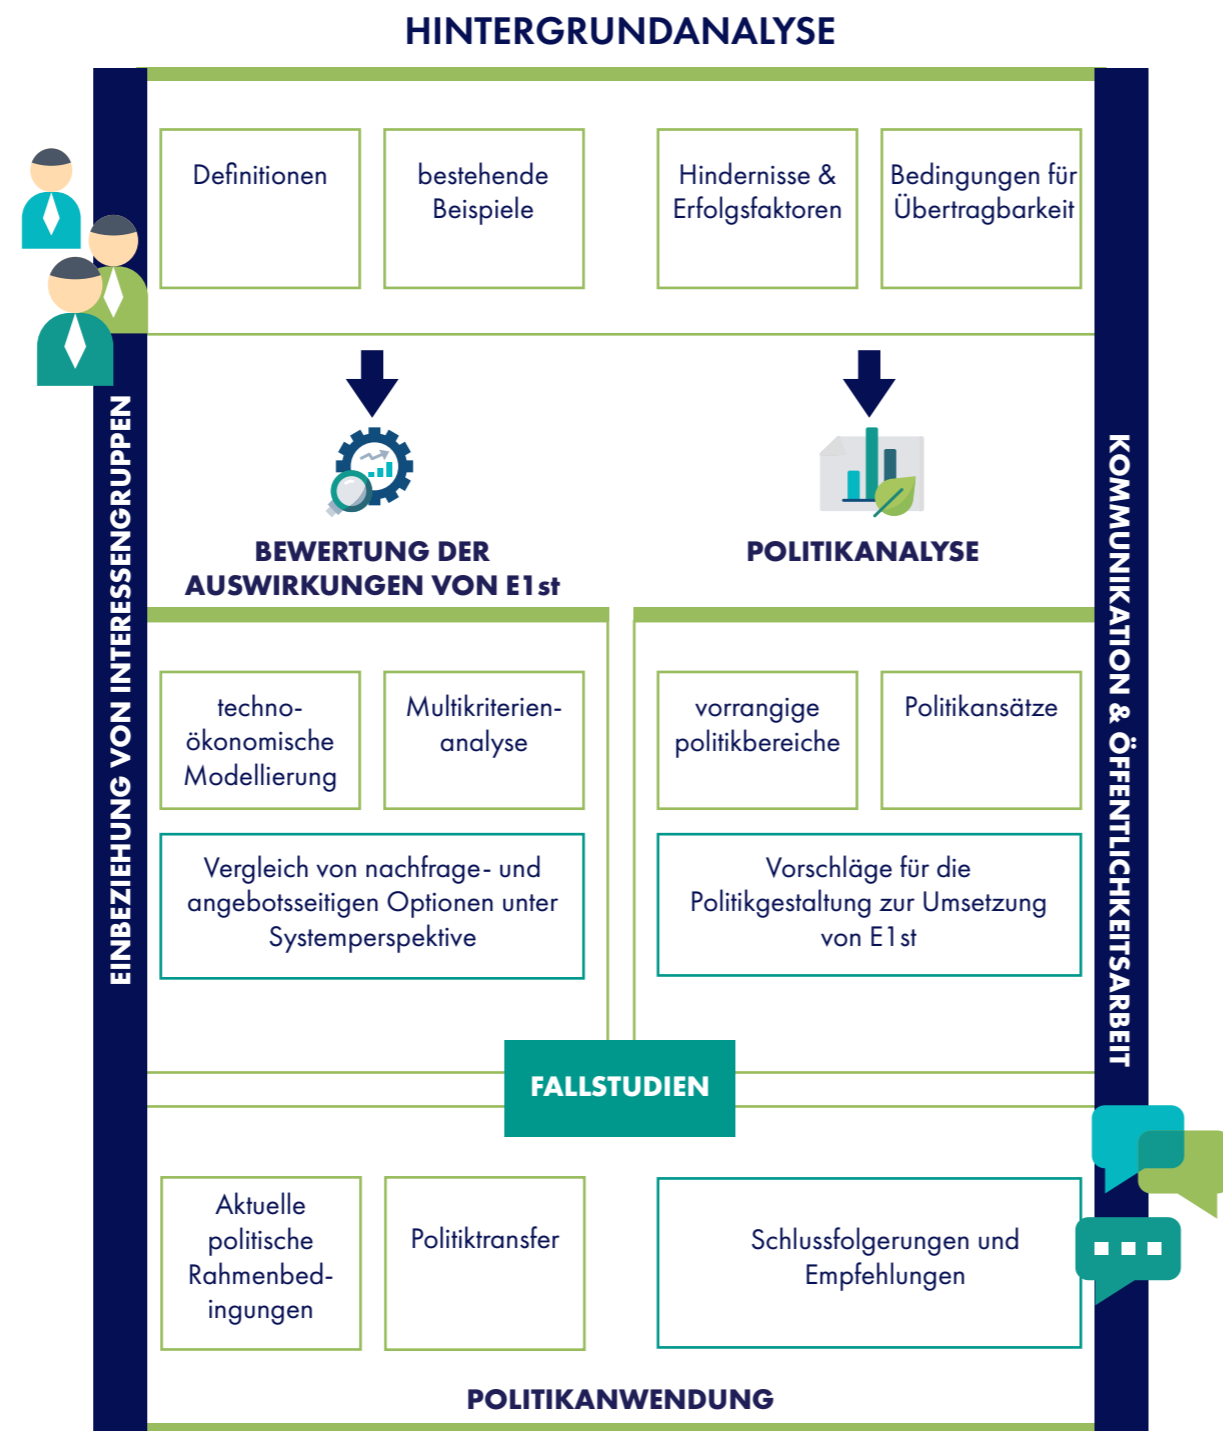 HINTERGRUNDANALYSE
Definitionen
bestehende
Beispiele
Hindernisse &
Erfolgsfaktoren
Bedingungen für
Übertragbarkeit
EINBEZIEHUNG VON INTERESSENGRUPPEN
KOMMUNIKATION & ÖFFENTLICHKEITSARBEIT
BEWERTUNG DER
AUSWIRKUNGEN VON E1st
POLITIKANALYSE
techno-
ökonomische
Modellierung
Multikriterien-
analyse
vorrangige
politikbereiche
Politikansätze
Vergleich von nachfrage- und
angebotsseitigen Optionen unter
Systemperspektive
Vorschläge für die
Politikgestaltung zur Umsetzung
von E1st
FALLSTUDIEN
Aktuelle
politische
Rahmenbed-
ingungen
Politiktransfer
Schlussfolgerungen und
Empfehlungen
POLITIKANWENDUNG